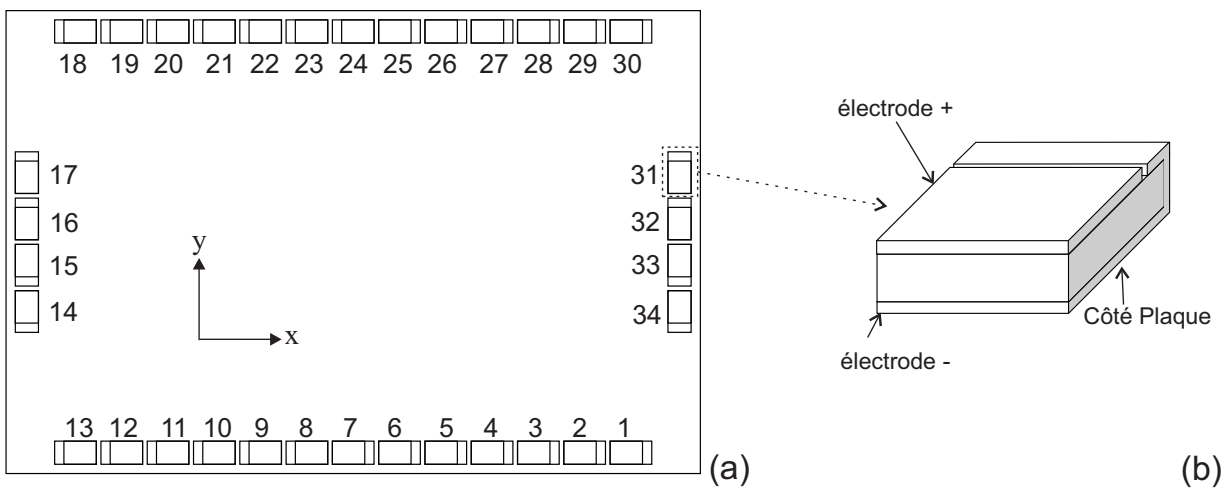 18 19 20 21 22 23 24 25 26 27 28 29 30
électrode +
17 31
16 32
y
15 33
14 34
x
Côté Plaque
électrode -
13 12 11 10 9 8 7 6 5 4 3 2 1
(a) (b)